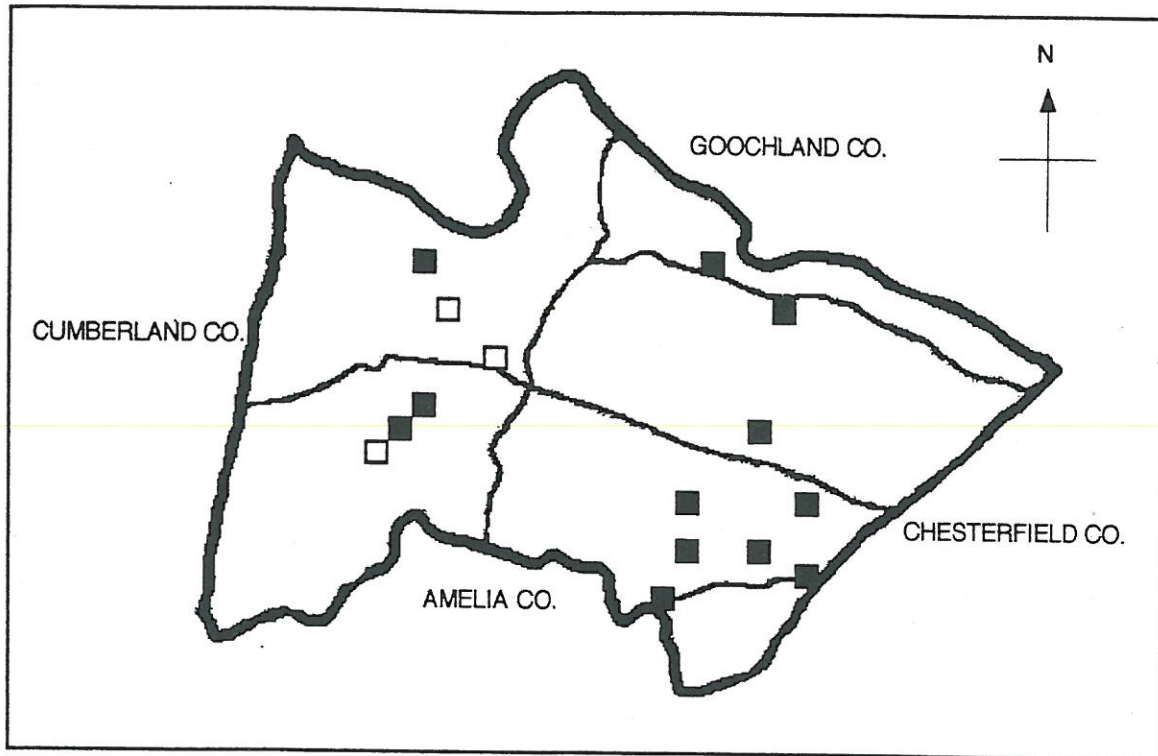 N
GOOCHLAND CO.
CUMBERLAND CO.
CHESTERFIELD CO.
AMELIA CO.